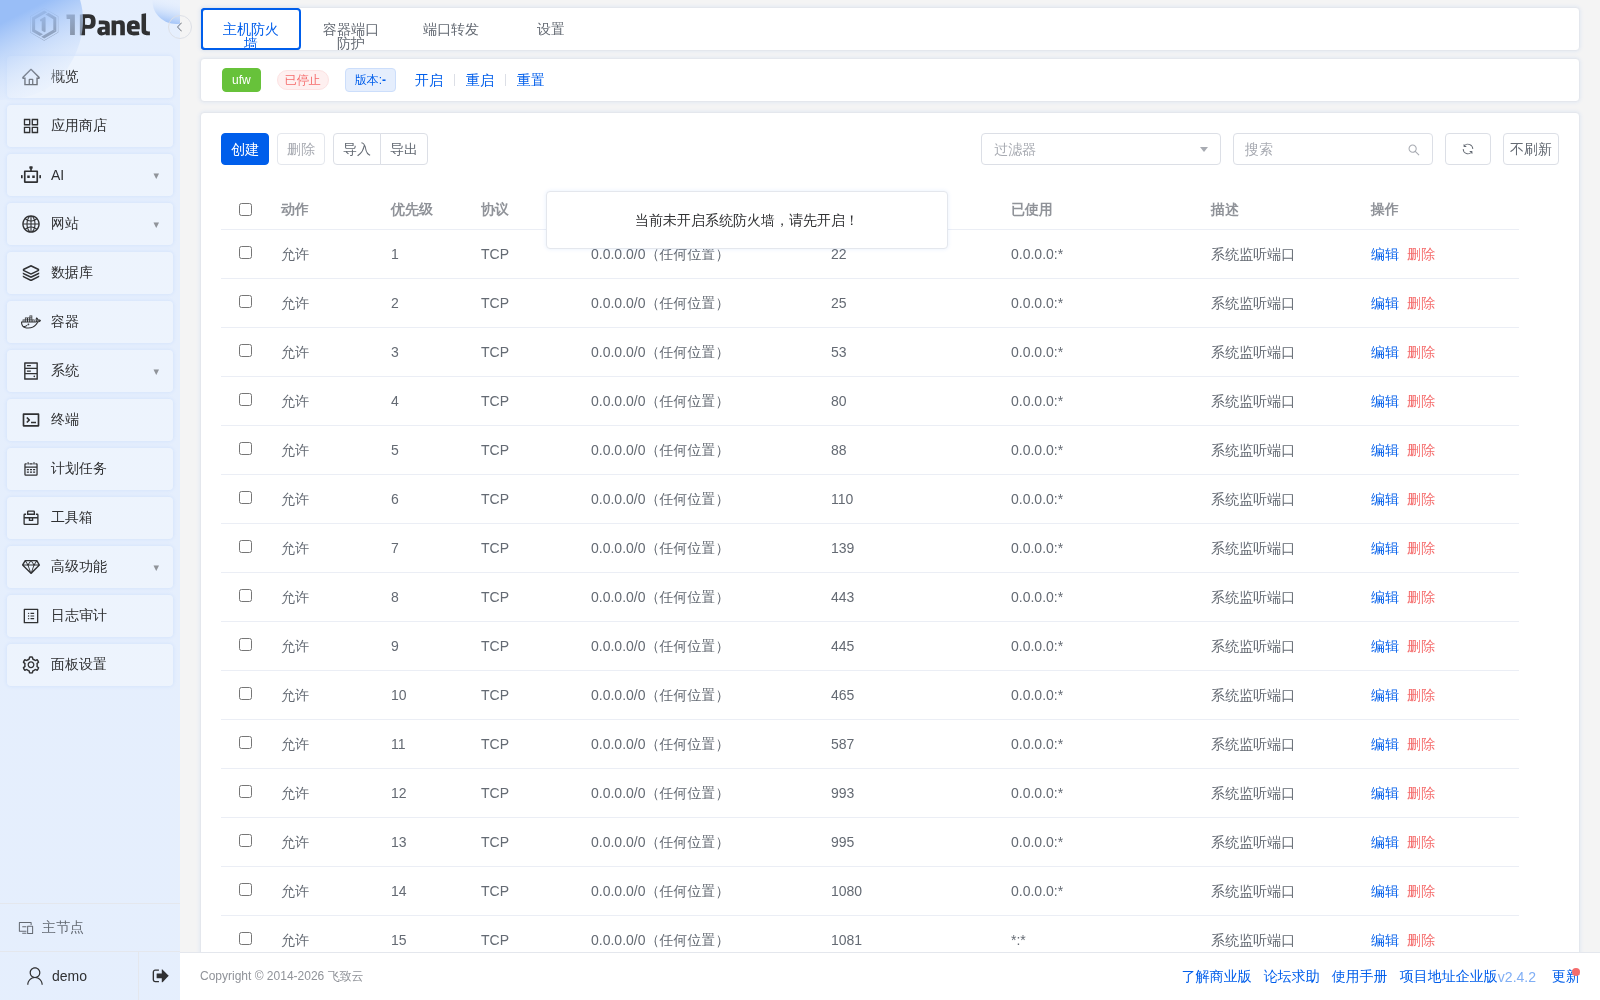 1Panel
概览
应用商店
AI
网站
数据库
容器
系统
终端
计划任务
工具箱
高级功能
日志审计
面板设置
主节点
demo
主机防火墙 容器端口防护 端口转发 设置
ufw 已停止 版本:- 开启 重启 重置
创建 删除 导入 导出 过滤器 搜索 不刷新
当前未开启系统防火墙，请先开启！
动作 优先级 协议 已使用 描述 操作
允许 1 TCP 0.0.0.0/0（任何位置） 22 0.0.0.0:* 系统监听端口 编辑 删除
允许 2 TCP 0.0.0.0/0（任何位置） 25 0.0.0.0:* 系统监听端口 编辑 删除
允许 3 TCP 0.0.0.0/0（任何位置） 53 0.0.0.0:* 系统监听端口 编辑 删除
允许 4 TCP 0.0.0.0/0（任何位置） 80 0.0.0.0:* 系统监听端口 编辑 删除
允许 5 TCP 0.0.0.0/0（任何位置） 88 0.0.0.0:* 系统监听端口 编辑 删除
允许 6 TCP 0.0.0.0/0（任何位置） 110 0.0.0.0:* 系统监听端口 编辑 删除
允许 7 TCP 0.0.0.0/0（任何位置） 139 0.0.0.0:* 系统监听端口 编辑 删除
允许 8 TCP 0.0.0.0/0（任何位置） 443 0.0.0.0:* 系统监听端口 编辑 删除
允许 9 TCP 0.0.0.0/0（任何位置） 445 0.0.0.0:* 系统监听端口 编辑 删除
允许 10 TCP 0.0.0.0/0（任何位置） 465 0.0.0.0:* 系统监听端口 编辑 删除
允许 11 TCP 0.0.0.0/0（任何位置） 587 0.0.0.0:* 系统监听端口 编辑 删除
允许 12 TCP 0.0.0.0/0（任何位置） 993 0.0.0.0:* 系统监听端口 编辑 删除
允许 13 TCP 0.0.0.0/0（任何位置） 995 0.0.0.0:* 系统监听端口 编辑 删除
允许 14 TCP 0.0.0.0/0（任何位置） 1080 0.0.0.0:* 系统监听端口 编辑 删除
允许 15 TCP 0.0.0.0/0（任何位置） 1081 *:* 系统监听端口 编辑 删除
Copyright © 2014-2026 飞致云 了解商业版 论坛求助 使用手册 项目地址企业版v2.4.2 更新